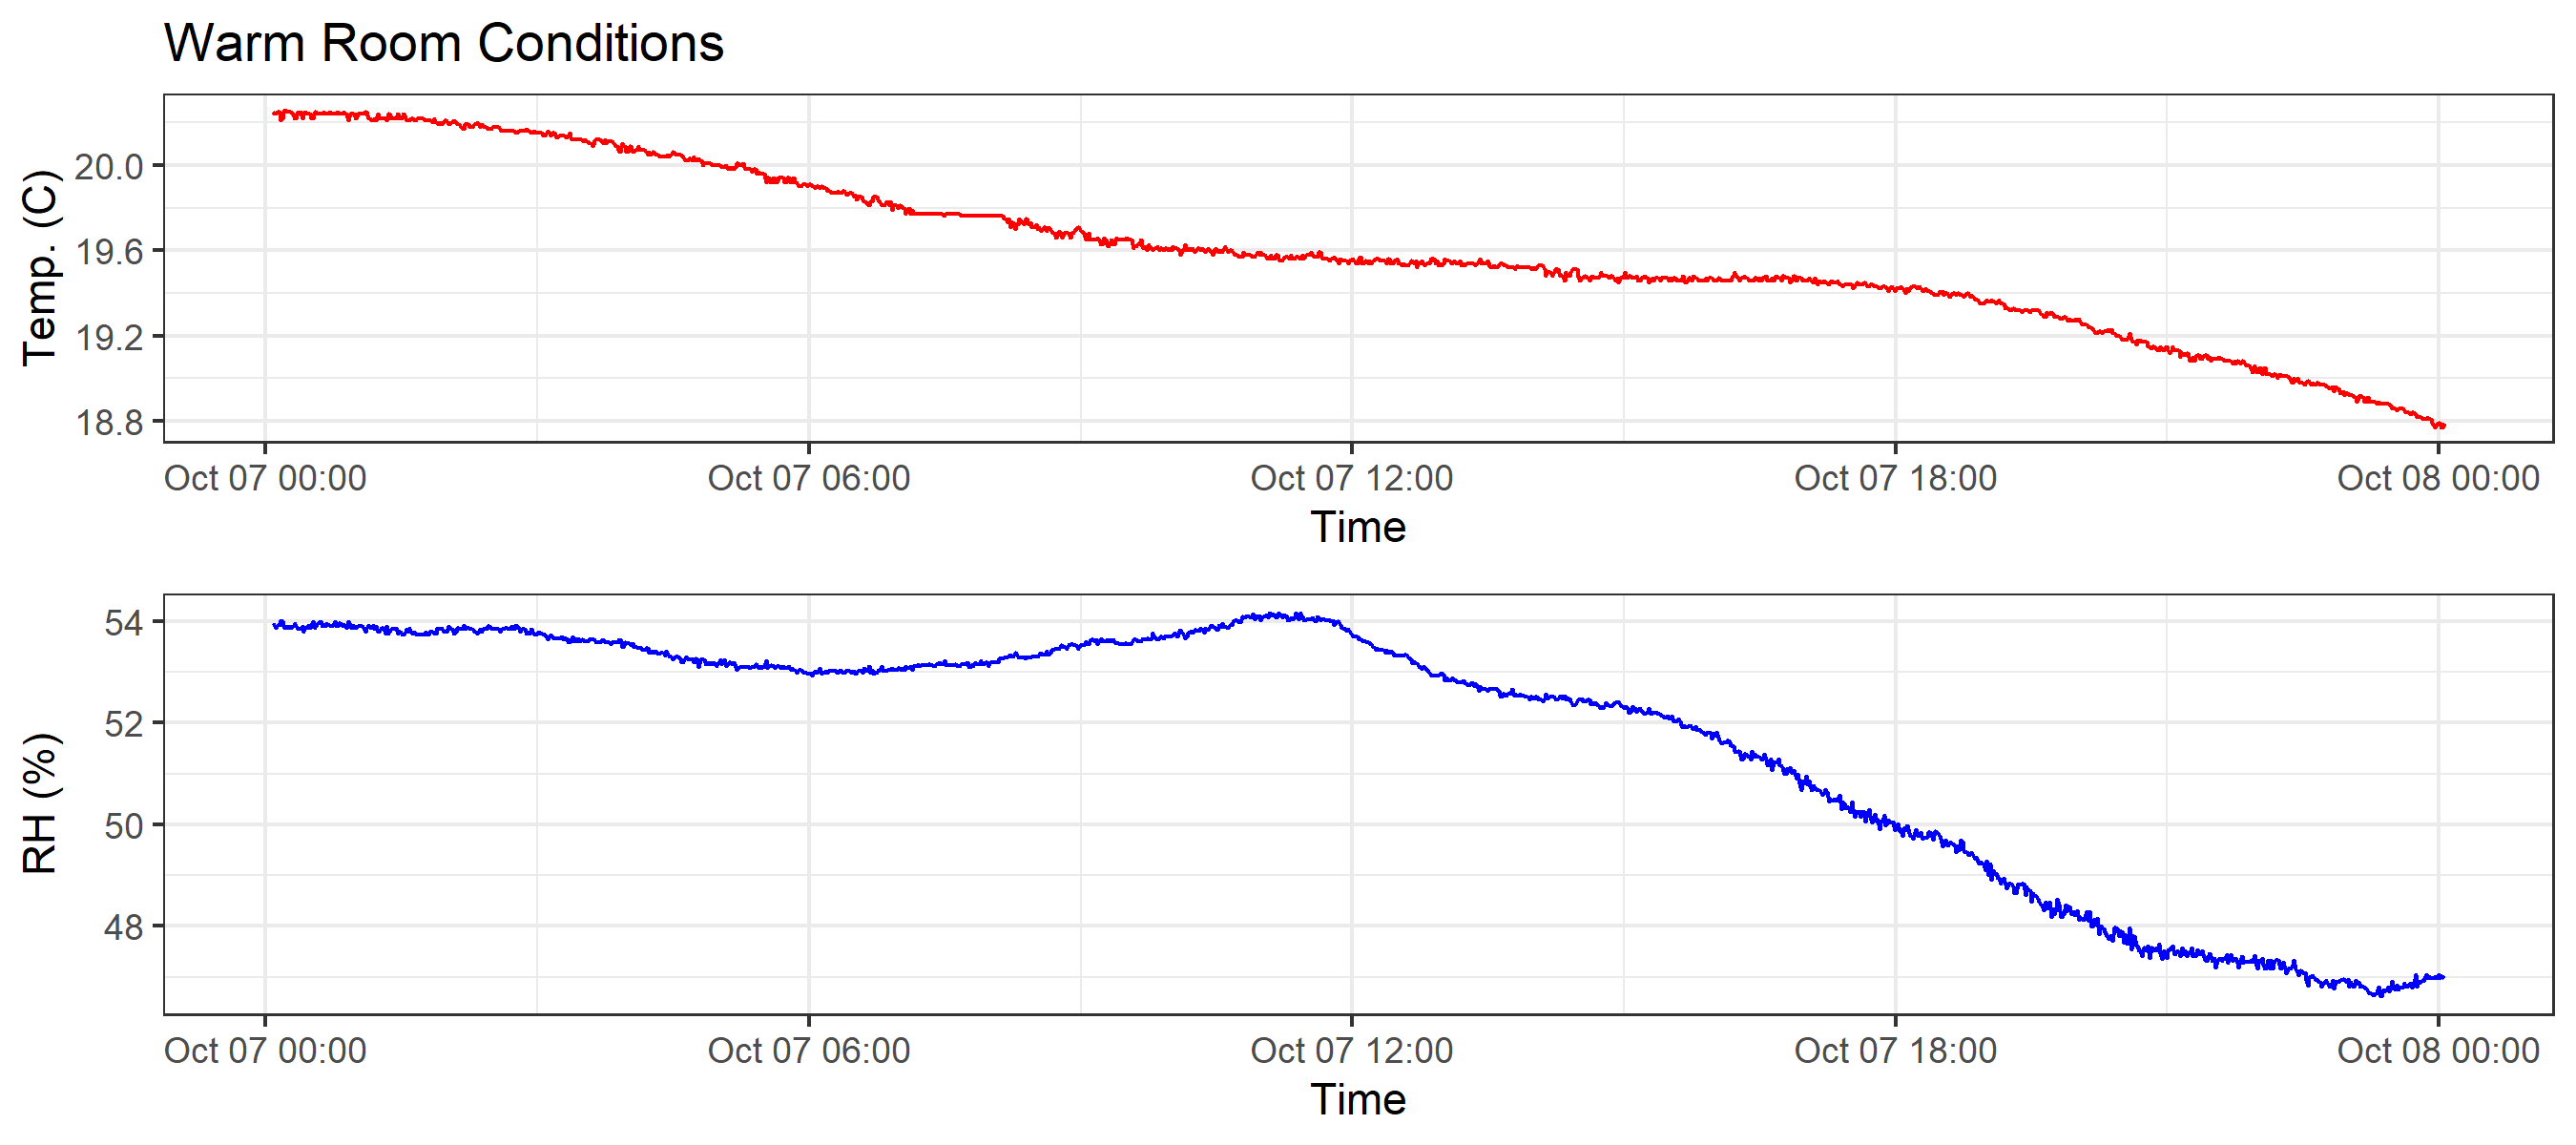 Warm Room Conditions
Temp. (C)
20.0
19.6
19.2
18.8
Oct 07 00:00 Oct 07 06:00 Oct 07 12:00 Oct 07 18:00 Oct 08 00:00
Time
RH (%)
54
52
50
48
Oct 07 00:00 Oct 07 06:00 Oct 07 12:00 Oct 07 18:00 Oct 08 00:00
Time